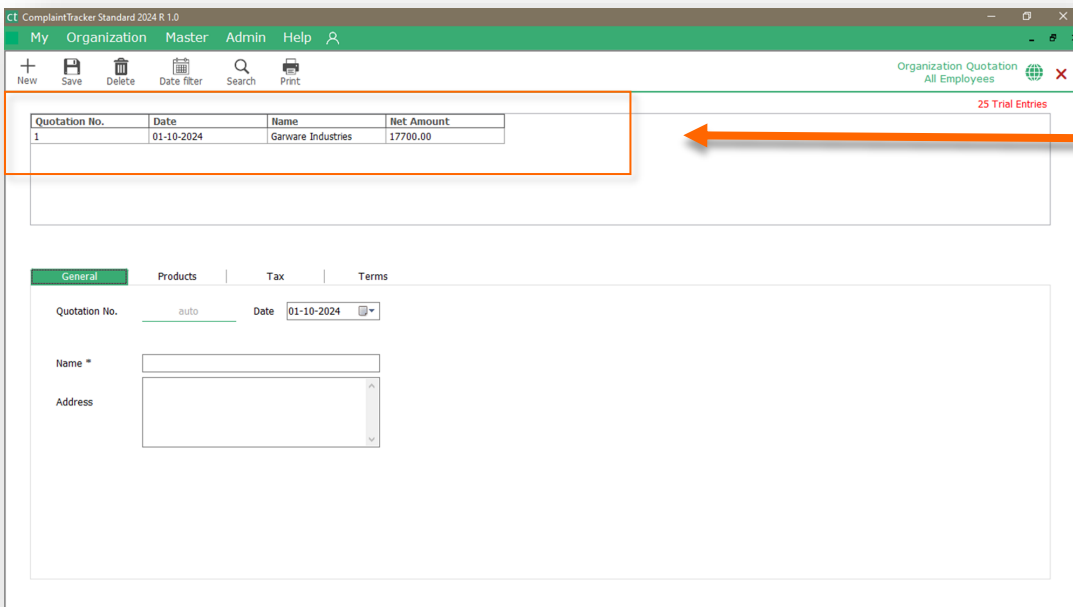 ct ComplaintTracker Standard 2024 R 1.0
My Organization Master Admin Help
New Save Delete Date filter Search Print
Organization Quotation
All Employees
25 Trial Entries
Quotation No. Date Name Net Amount
1 01-10-2024 Garware Industries 17700.00
General Products Tax Terms
Quotation No. auto Date 01-10-2024
Name *
Address